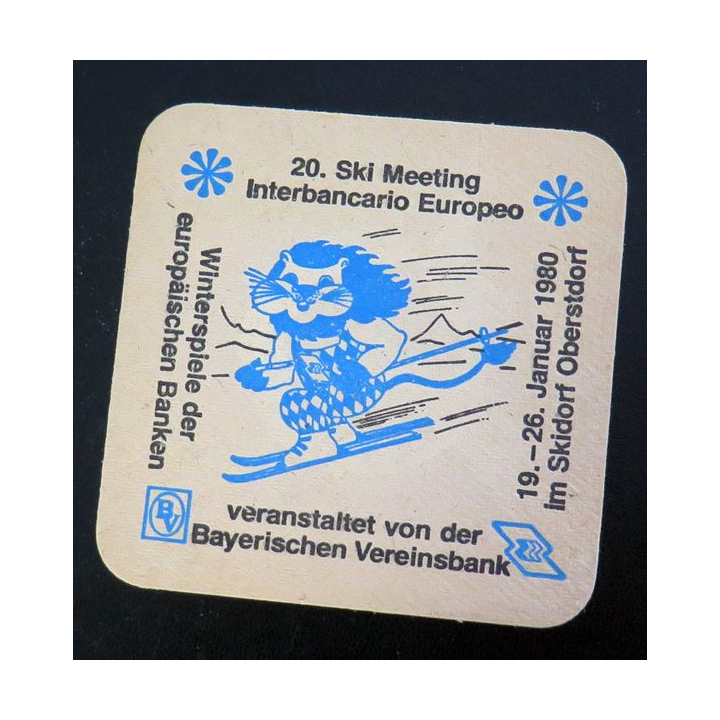 20. Ski Meeting
Interbancario Europeo
19.-26. Januar 1980
im Skidorf Oberstdorf
Winterspiele der
europäischen Banken
veranstaltet von der
Bayerischen Vereinsbank
BV